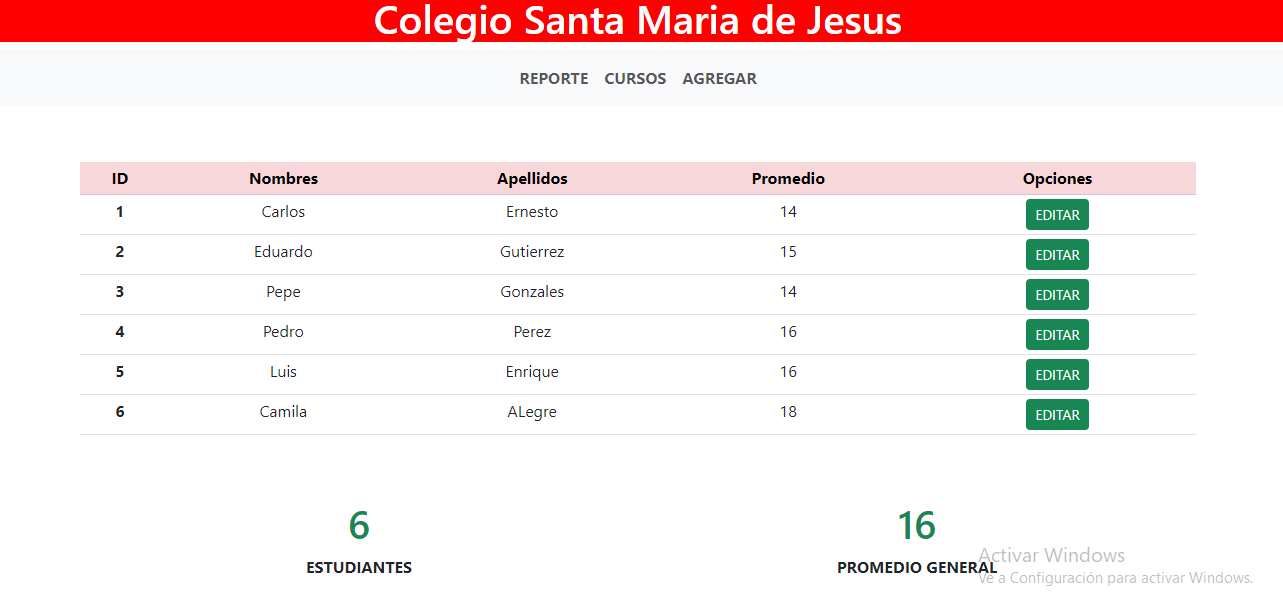 Colegio Santa Maria de Jesus
REPORTE CURSOS AGREGAR
ID Nombres Apellidos Promedio Opciones
1 Carlos Ernesto 14 EDITAR
2 Eduardo Gutierrez 15 EDITAR
3 Pepe Gonzales 14 EDITAR
4 Pedro Perez 16 EDITAR
5 Luis Enrique 16 EDITAR
6 Camila ALegre 18 EDITAR
6 16
ESTUDIANTES PROMEDIO GENERAL
Activar Windows
Ve a Configuración para activar Windows.